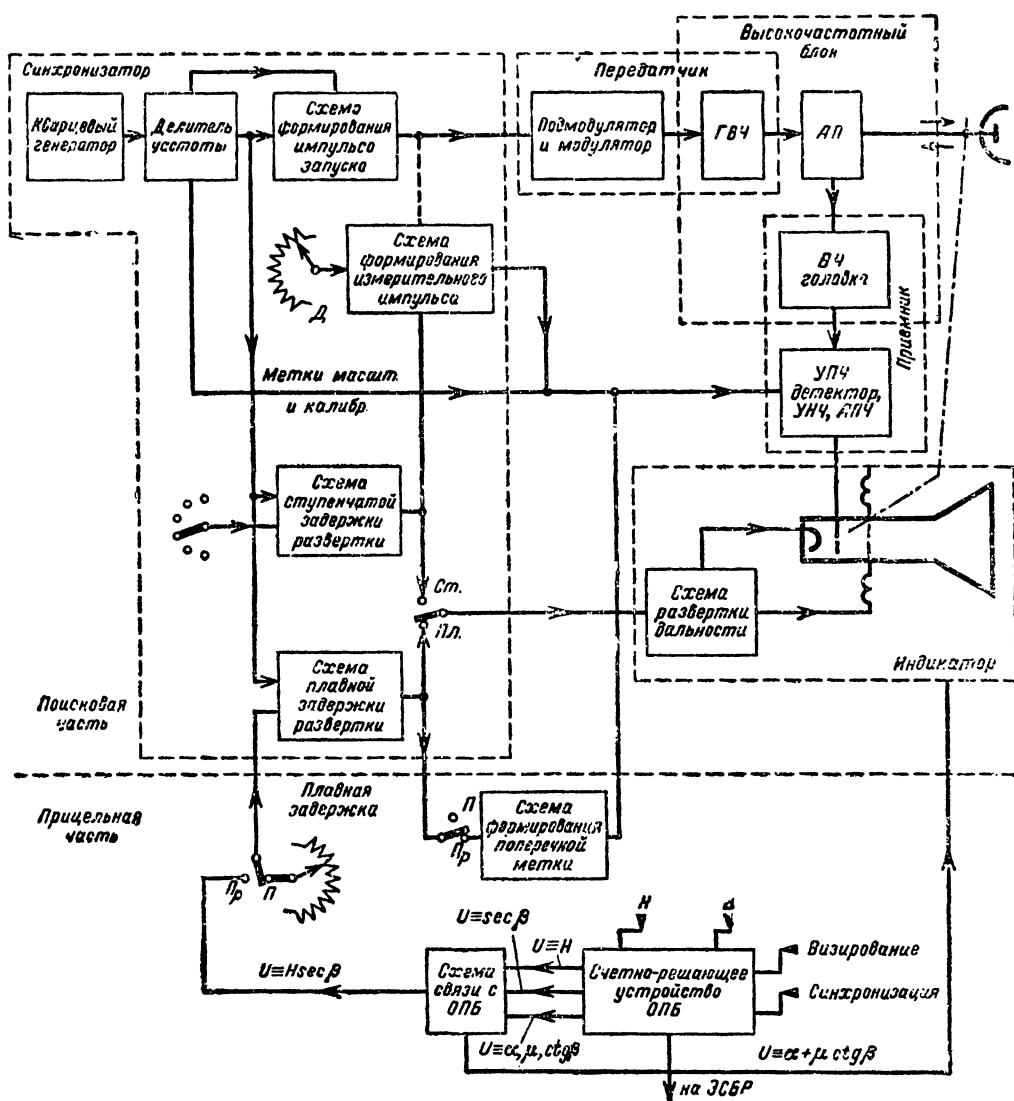 Высокочастотный
блок
Синхронизатор
Передатчик
Кварцевый
генератор
Делитель
частоты
Схема
формирования
импульса
запуска
Подмодулятор
и модулятор
ГВЧ
АП
Схема
формирования
измерительного
импульса
Д
ВЧ
головка
Приемник
Метки масшт.
и калибр.
УПЧ
детектор,
УНЧ, АПЧ
Схема
ступенчатой
задержки
развертки
Ст.
Пл.
Схема
развертки
дальности
Индикатор
Схема
плавной
задержки
развертки
Поисковая
часть
Прицельная
часть
Плавная
задержка
П
Пр
Схема
формирования
поперечной
метки
Пр
П
U≡Hsecβ
U≡secβ
U≡H
U≡α,μ,ctgβ
Схема
связи с
ОПБ
H
Счетно-решающее
устройство
ОПБ
Визирование
Синхронизация
U≡α+μ ctgβ
на ЭСБР